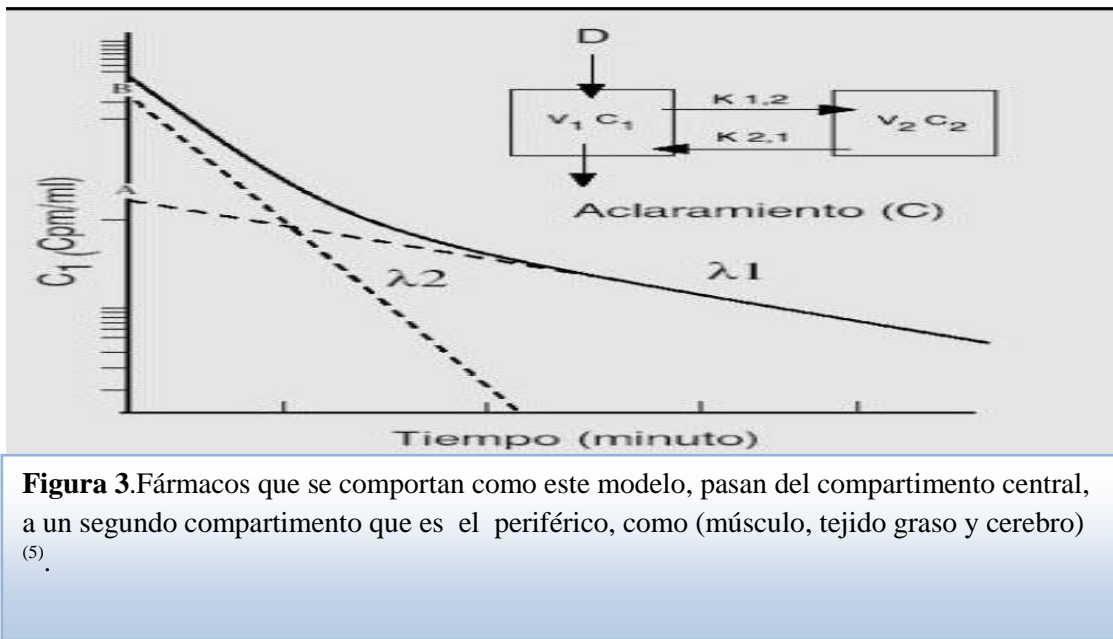 D
K 1,2
V₁ C₁
V₂ C₂
K 2,1
Aclaramiento (C)
B
A
C₁ (Cpm/ml)
λ2
λ1
Tiempo (minuto)
Figura 3.Fármacos que se comportan como este modelo, pasan del compartimento central,
a un segundo compartimento que es el periférico, como (músculo, tejido graso y cerebro)
(5).